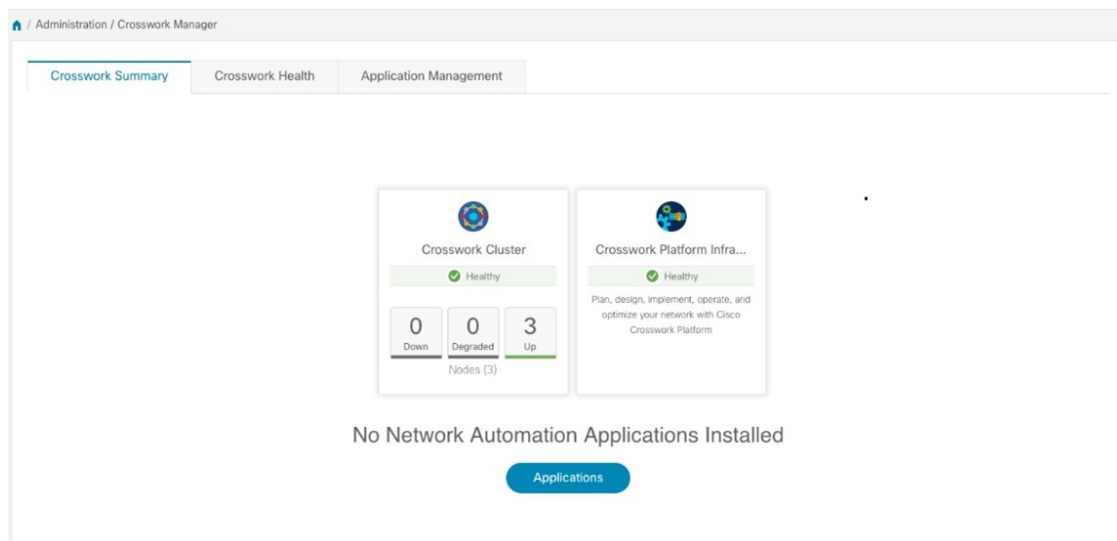 / Administration / Crosswork Manager
Crosswork Summary
Crosswork Health
Application Management
Crosswork Cluster
Healthy
0
Down
0
Degraded
3
Up
Nodes (3)
Crosswork Platform Infra...
Healthy
Plan, design, implement, operate, and
optimize your network with Cisco
Crosswork Platform
No Network Automation Applications Installed
Applications